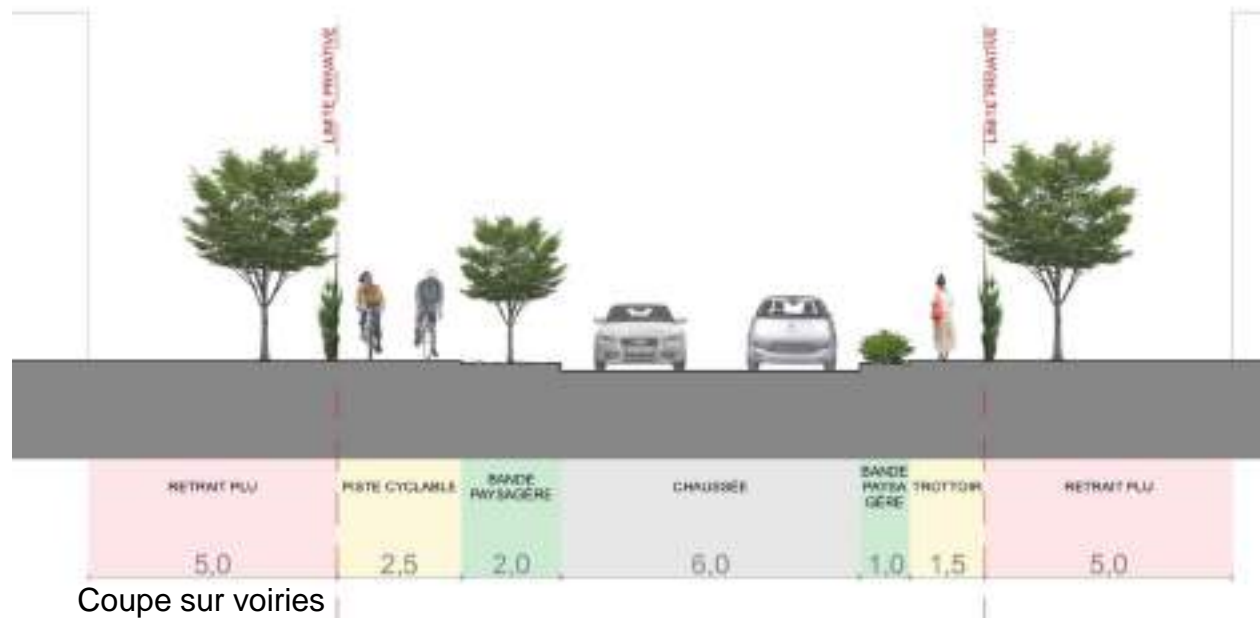 LIMITE PRIVATIVE
LIMITE PRIVATIVE
RETRAIT PLU
PISTE CYCLABLE
BANDE
PAYSAGÈRE
CHAUSSÉE
BANDE
PAYSA
GÈRE
TROTTOIR
RETRAIT PLU
5,0
2,5
2,0
6,0
1,0
1,5
5,0
Coupe sur voiries